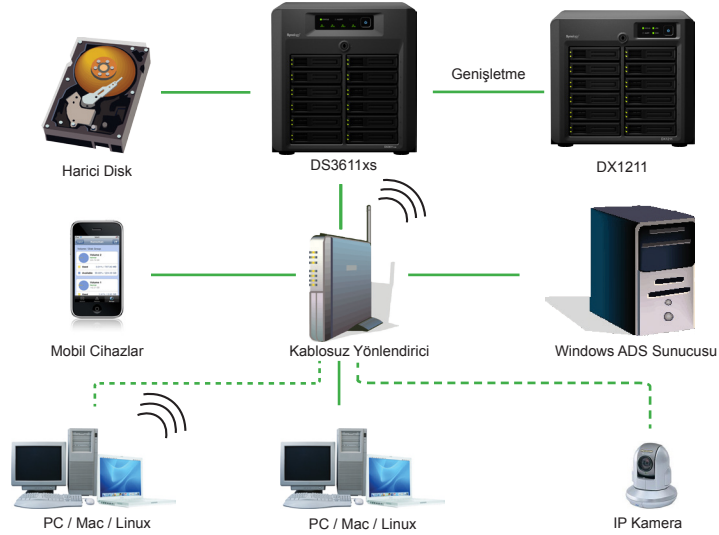 Genişletme
Harici Disk
DS3611xs
DX1211
Mobil Cihazlar
Kablosuz Yönlendirici
Windows ADS Sunucusu
PC / Mac / Linux
PC / Mac / Linux
IP Kamera